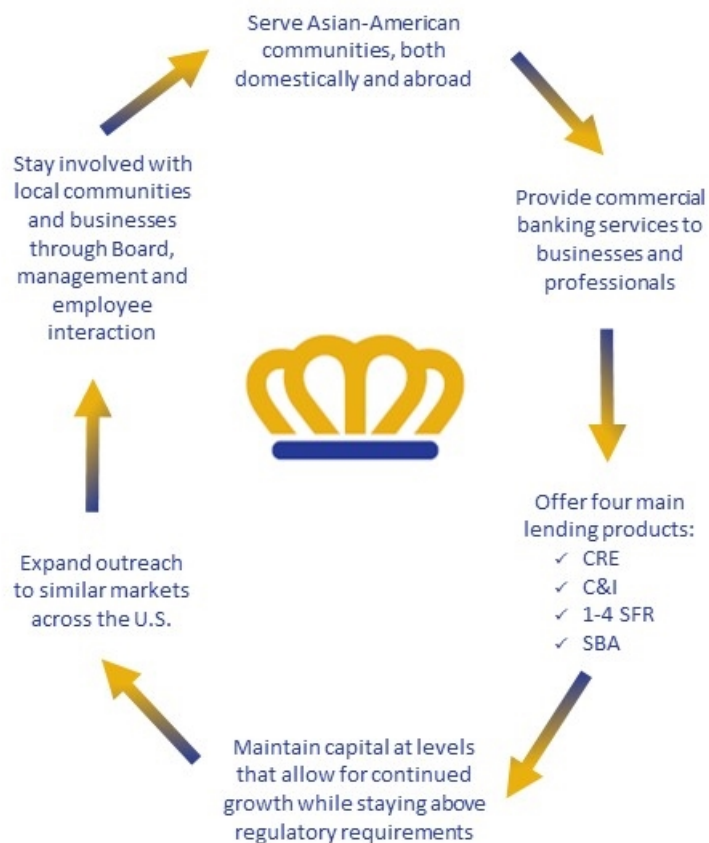 Serve Asian-American
communities, both
domestically and abroad
Provide commercial
banking services to
businesses and
professionals
Offer four main
lending products:
✓ CRE
✓ C&I
✓ 1-4 SFR
✓ SBA
Maintain capital at levels
that allow for continued
growth while staying above
regulatory requirements
Expand outreach
to similar markets
across the U.S.
Stay involved with
local communities
and businesses
through Board,
management and
employee
interaction